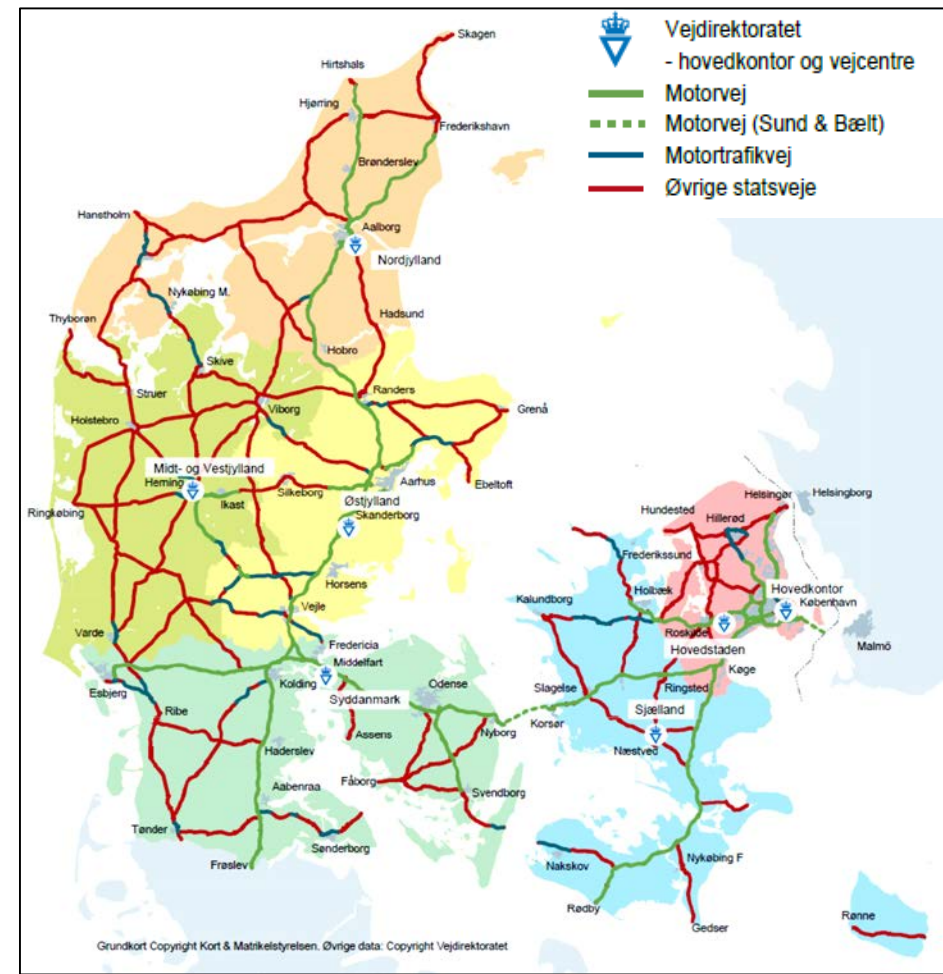 Vejdirektoratet
- hovedkontor og vejcentre
Motorvej
Motorvej (Sund & Bælt)
Motortrafikvej
Øvrige statsveje
Skagen
Hirtshals
Hjørring
Frederikshavn
Brønderslev
Hanstholm
Aalborg
Nordjylland
Nykøbing M.
Thyborøn
Hadsund
Hobro
Skive
Struer
Randers
Viborg
Grenå
Holstebro
Midt- og Vestjylland
Herning
Aarhus
Ebeltoft
Silkeborg
Ikast
Østjylland
Skanderborg
Ringkøbing
Helsingør
Helsingborg
Hundested
Hillerød
Frederikssund
Horsens
Hovedkontor
Holbæk
København
Kalundborg
Vejle
Roskilde
Varde
Fredericia
Hovedstaden
Malmö
Middelfart
Køge
Esbjerg
Kolding
Odense
Slagelse
Ringsted
Syddanmark
Ribe
Korsør
Sjælland
Nyborg
Assens
Haderslev
Næstved
Fåborg
Aabenraa
Svendborg
Tønder
Sønderborg
Frøslev
Nakskov
Nykøbing F
Rødby
Gedser
Rønne
Grundkort Copyright Kort & Matrikelstyrelsen. Øvrige data: Copyright Vejdirektoratet